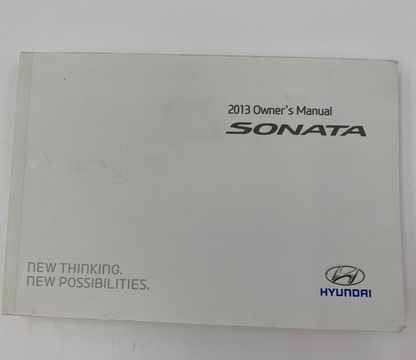 2013 Owner's Manual
SONATA
NEW THINKING.
NEW POSSIBILITIES.
HYUNDAI